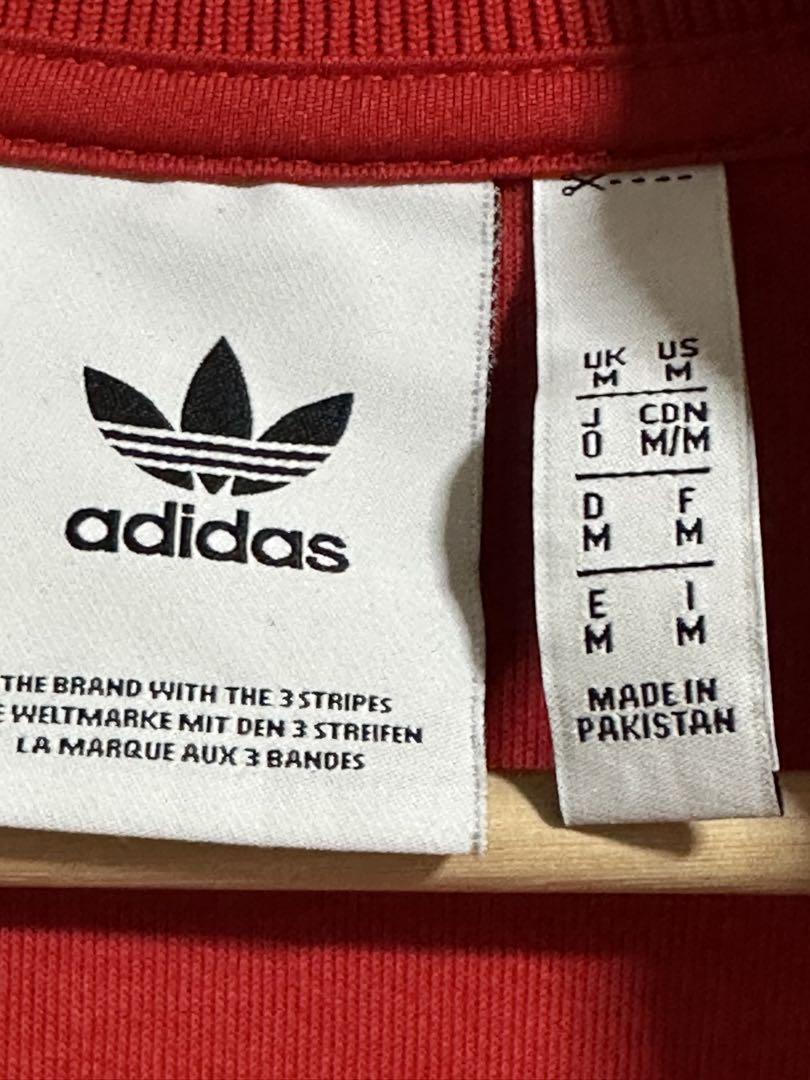 adidas
THE BRAND WITH THE 3 STRIPES
WELTMARKE MIT DEN 3 STREIFEN
LA MARQUE AUX 3 BANDES
UK US
M M
J CDN
O M/M
D F
M M
E I
M M
MADE IN
PAKISTAN